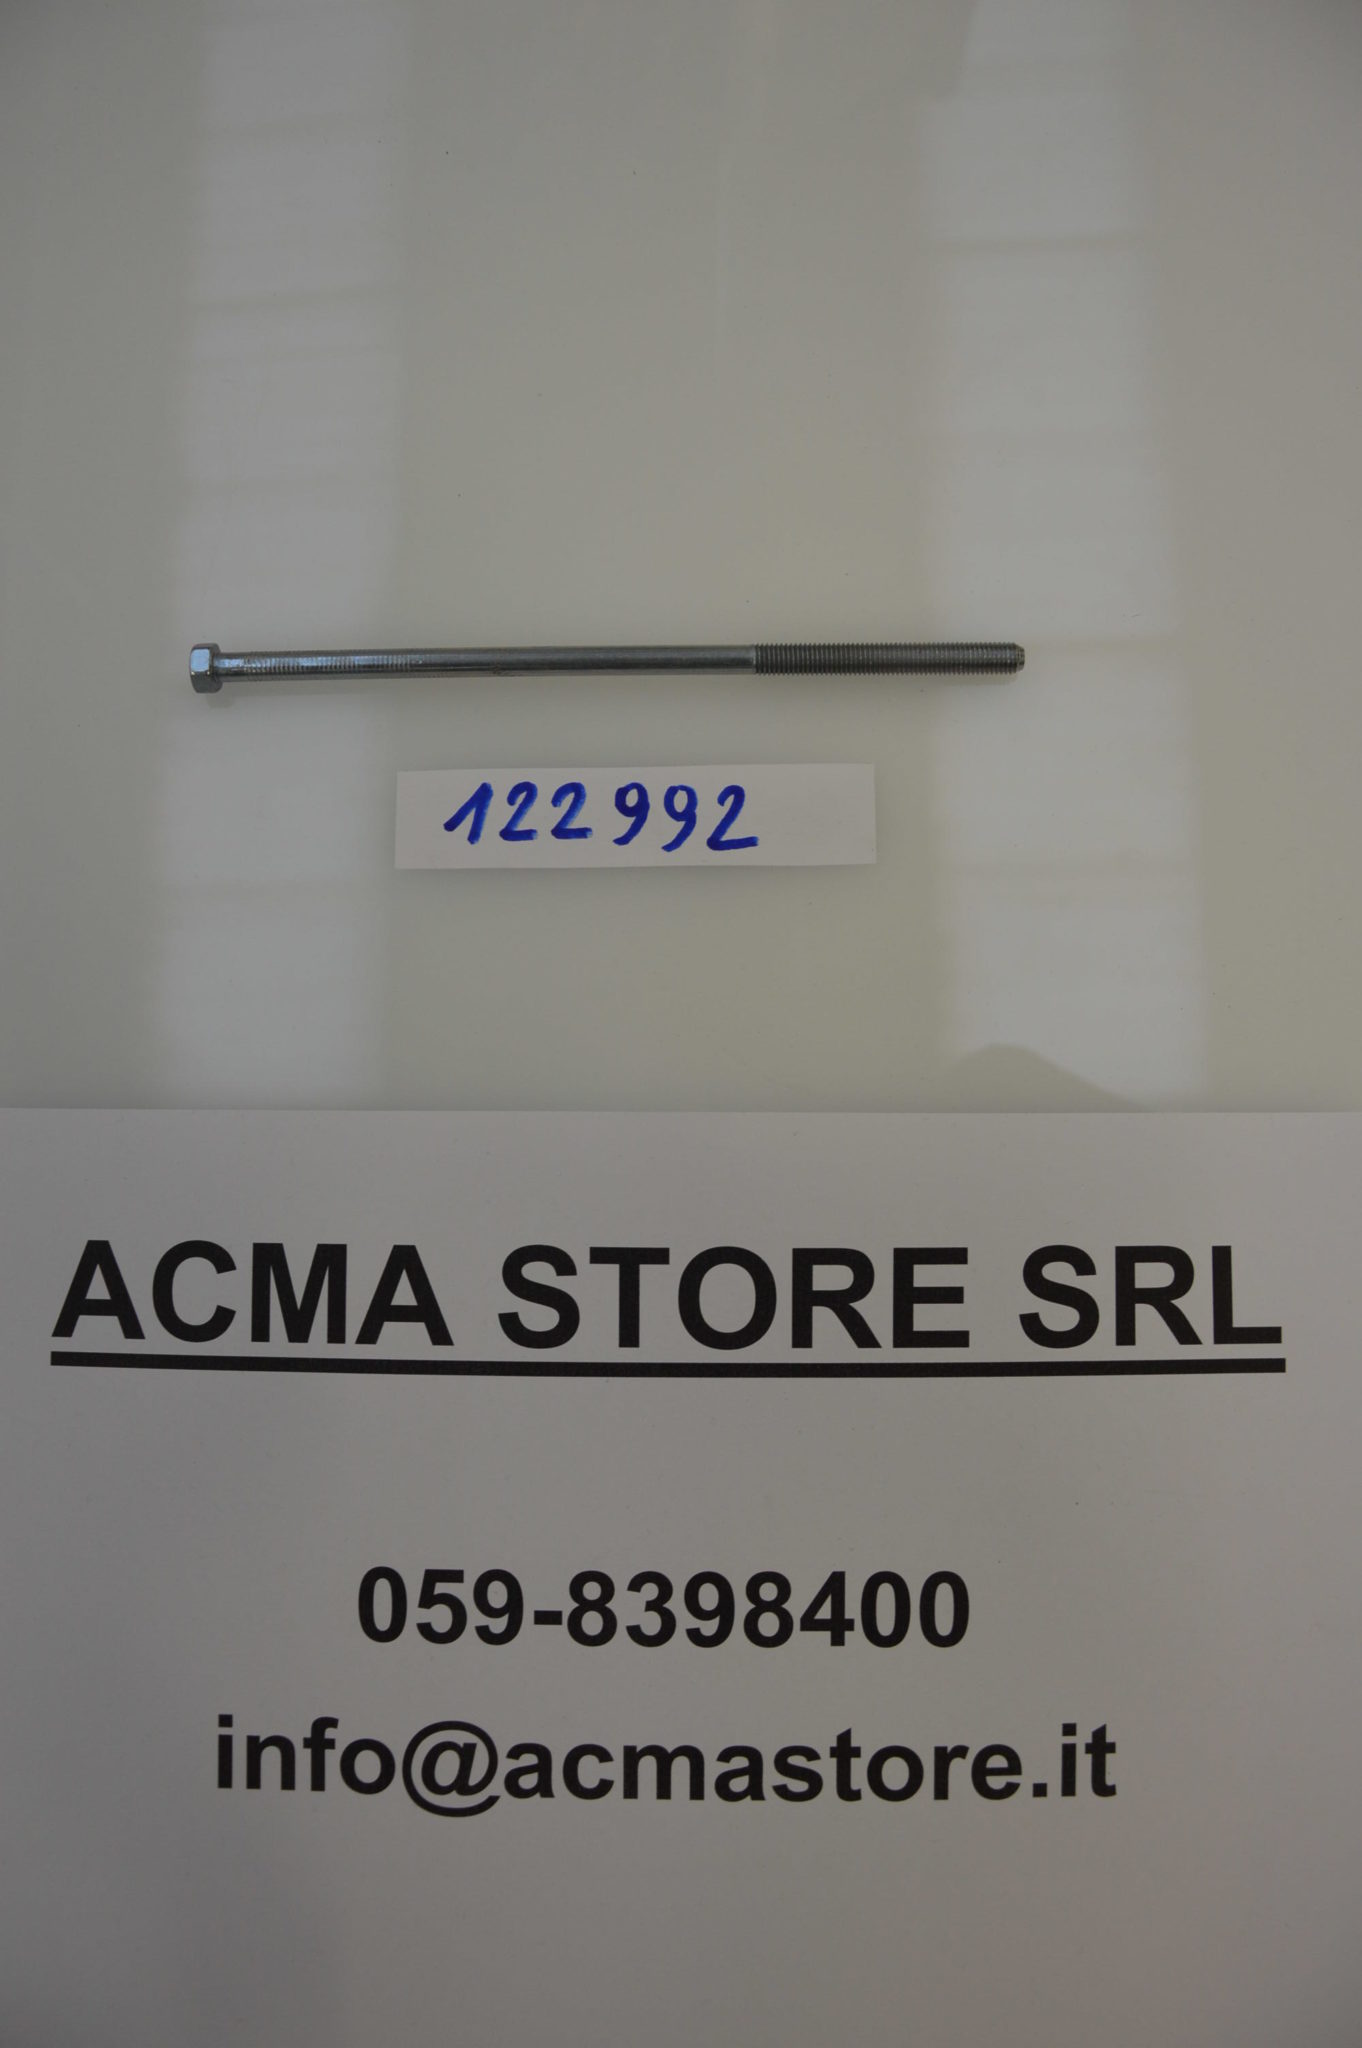 122992
ACMA STORE SRL
059-8398400
info@acmastore.it